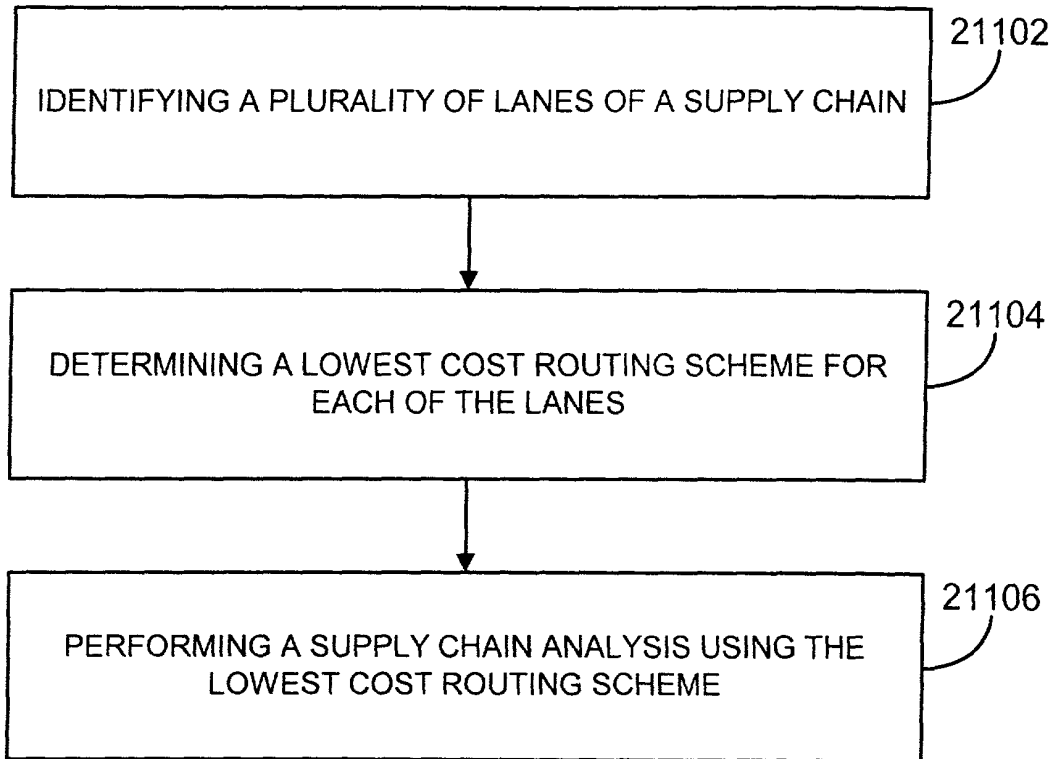 21102
IDENTIFYING A PLURALITY OF LANES OF A SUPPLY CHAIN
21104
DETERMINING A LOWEST COST ROUTING SCHEME FOR
EACH OF THE LANES
21106
PERFORMING A SUPPLY CHAIN ANALYSIS USING THE
LOWEST COST ROUTING SCHEME